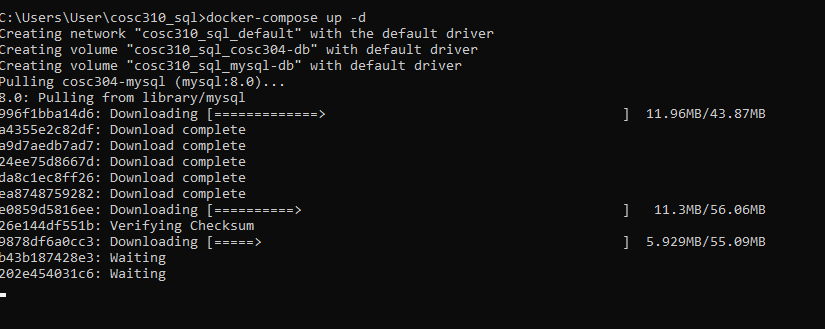 C:\Users\User\cosc310_sql>docker-compose up -d
Creating network "cosc310_sql_default" with the default driver
Creating volume "cosc310_sql_cosc304-db" with default driver
Creating volume "cosc310_sql_mysql-db" with default driver
Pulling cosc304-mysql (mysql:8.0)...
8.0: Pulling from library/mysql
996f1bba14d6: Downloading [=============> ] 11.96MB/43.87MB
a4355e2c82df: Download complete
a9d7aedb7ad7: Download complete
24ee75d8667d: Download complete
da8c1ec8ff26: Download complete
ea8748759282: Download complete
e0859d5816ee: Downloading [==========> ] 11.3MB/56.06MB
26e144df551b: Verifying Checksum
9878df6a0cc3: Downloading [=====> ] 5.929MB/55.09MB
b43b187428e3: Waiting
202e454031c6: Waiting